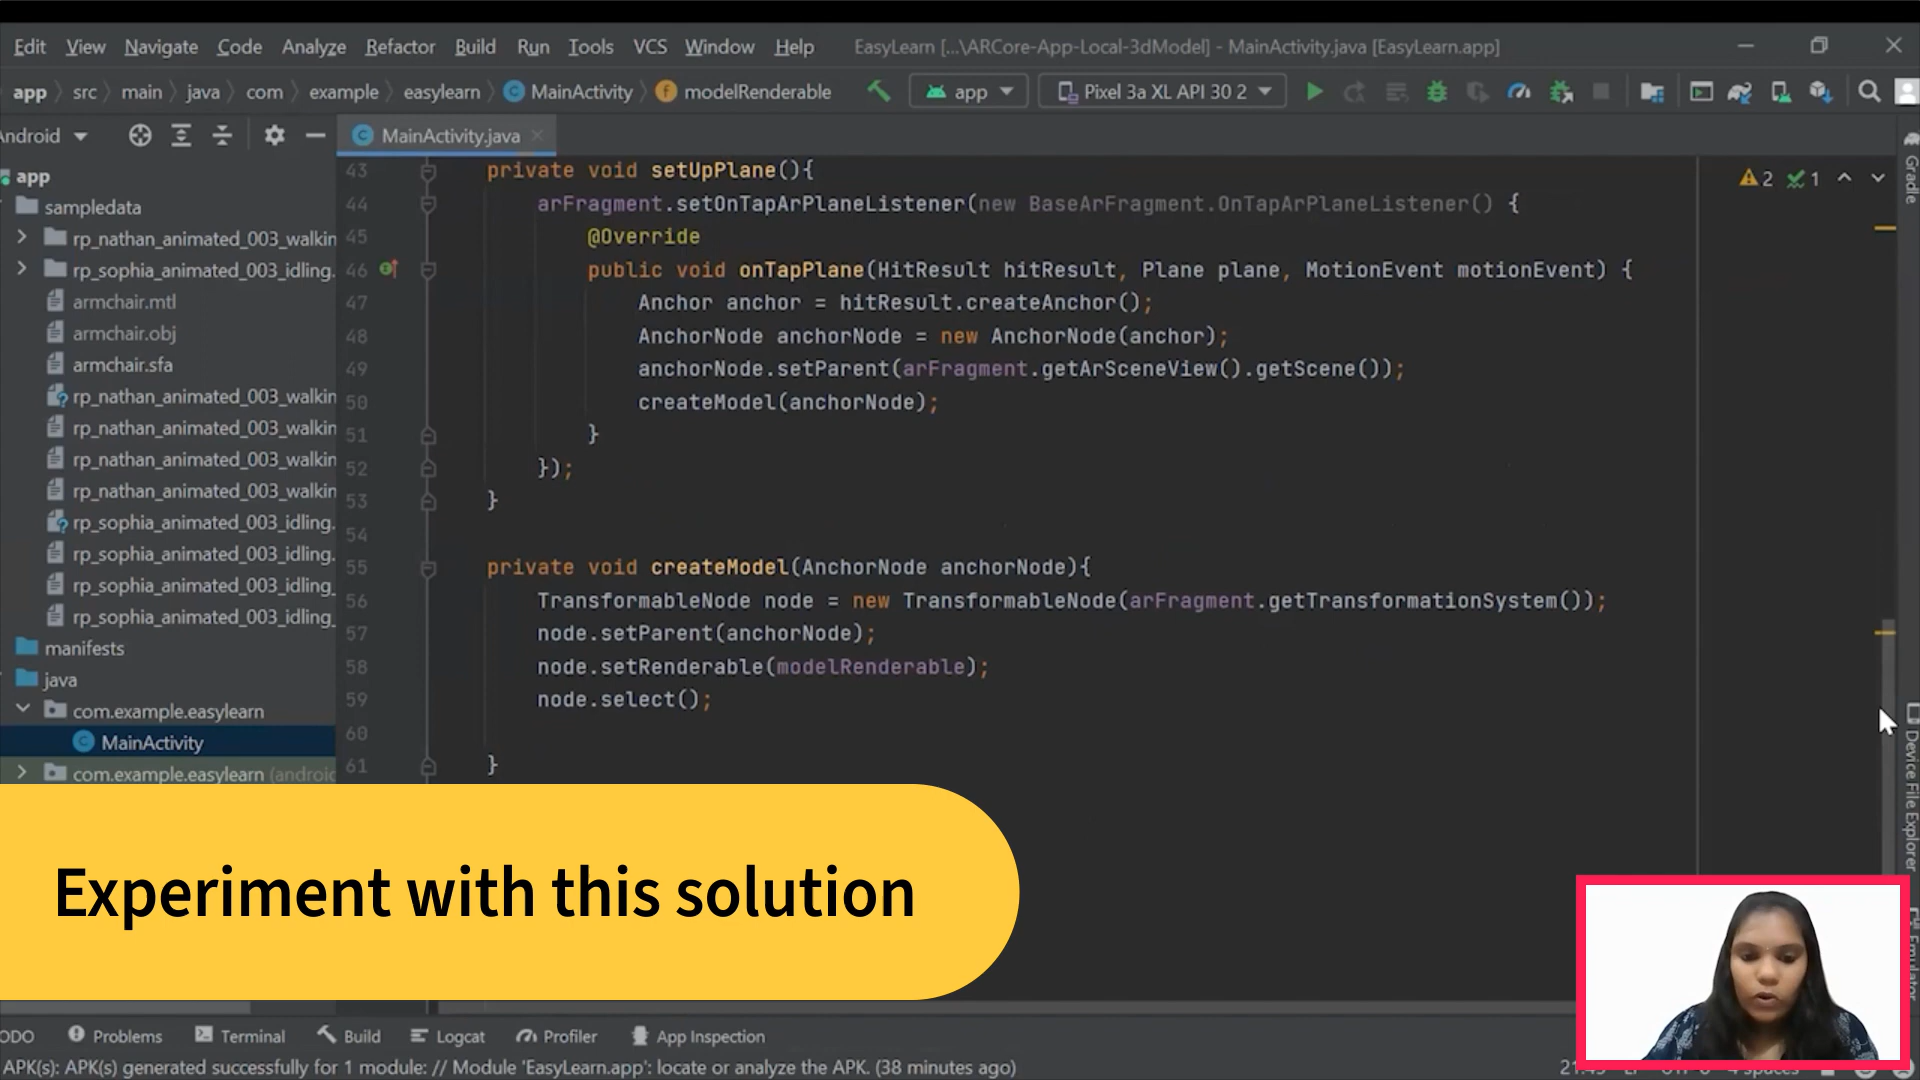 Edit View Navigate Code Analyze Refactor Build Run Tools VCS Window Help EasyLearn [...\ARCore-App-Local-3dModel] - MainActivity.java [EasyLearn.app]
app src main java com example easylearn MainActivity modelRenderable app Pixel 3a XL API 30 2
Android MainActivity.java
app
sampledata
rp_nathan_animated_003_walkin
rp_sophia_animated_003_idling.
armchair.mtl
armchair.obj
armchair.sfa
rp_nathan_animated_003_walkin
rp_nathan_animated_003_walkin
rp_nathan_animated_003_walkin
rp_nathan_animated_003_walkin
rp_sophia_animated_003_idling.
rp_sophia_animated_003_idling.
rp_sophia_animated_003_idling_
rp_sophia_animated_003_idling_
manifests
java
com.example.easylearn
MainActivity
com.example.easylearn (androic
43 private void setUpPlane(){
44 arFragment.setOnTapArPlaneListener(new BaseArFragment.OnTapArPlaneListener() {
45 @Override
46 public void onTapPlane(HitResult hitResult, Plane plane, MotionEvent motionEvent) {
47 Anchor anchor = hitResult.createAnchor();
48 AnchorNode anchorNode = new AnchorNode(anchor);
49 anchorNode.setParent(arFragment.getArSceneView().getScene());
50 createModel(anchorNode);
51 }
52 });
53 }
54
55 private void createModel(AnchorNode anchorNode){
56 TransformableNode node = new TransformableNode(arFragment.getTransformationSystem());
57 node.setParent(anchorNode);
58 node.setRenderable(modelRenderable);
59 node.select();
60
61 }
2 1
Gradle
Device File Explorer
Emulator
Experiment with this solution
ODO Problems Terminal Build Logcat Profiler App Inspection
APK(s): APK(s) generated successfully for 1 module: // Module 'EasyLearn.app': locate or analyze the APK. (38 minutes ago)